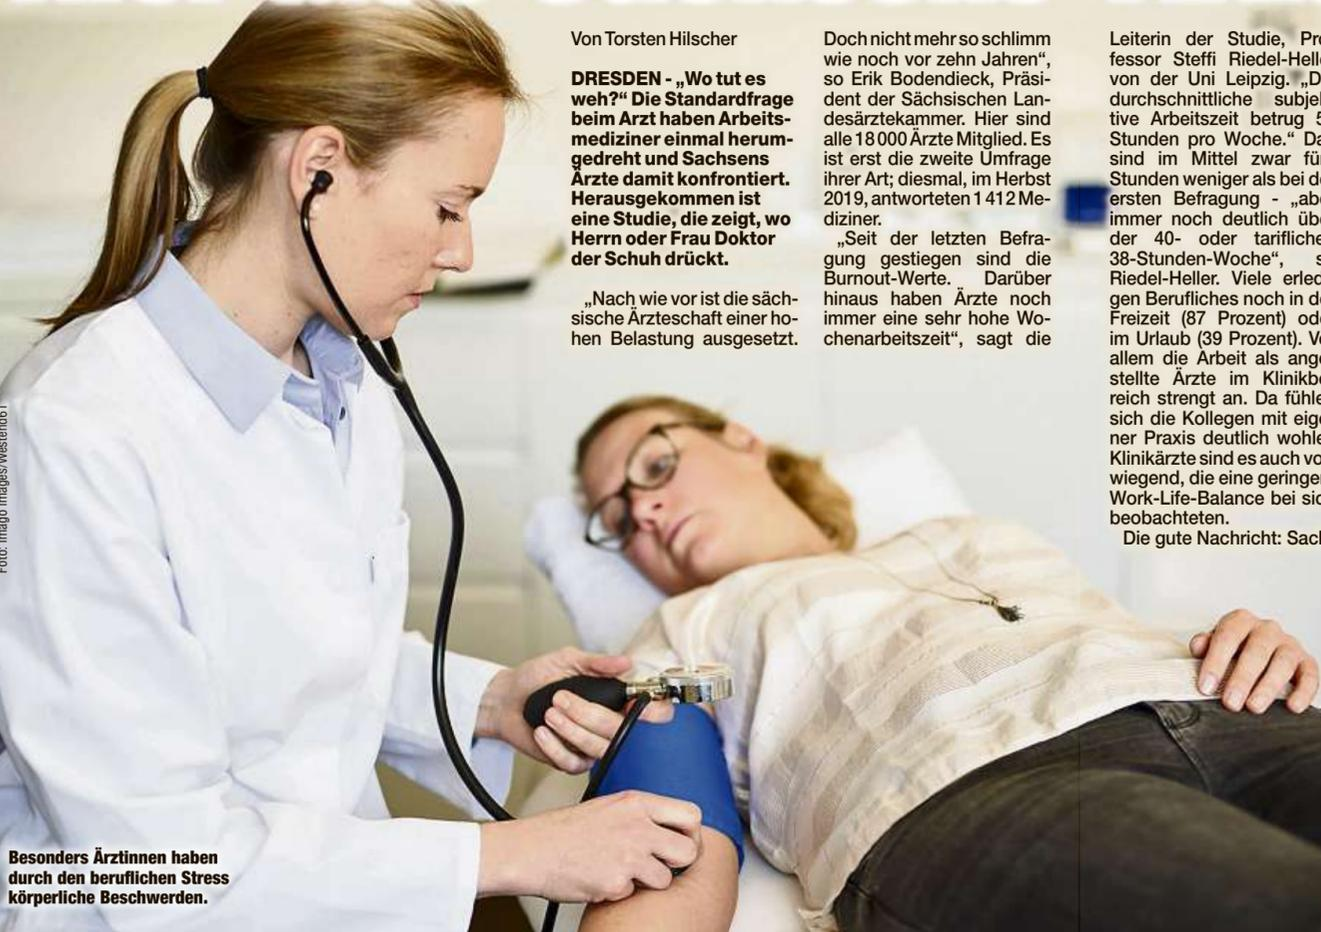 Von Torsten Hilscher
DRESDEN - „Wo tut es
weh?“ Die Standardfrage
beim Arzt haben Arbeits-
mediziner einmal herum-
gedreht und Sachsens
Ärzte damit konfrontiert.
Herausgekommen ist
eine Studie, die zeigt, wo
Herrn oder Frau Doktor
der Schuh drückt.
„Nach wie vor ist die säch-
sische Ärzteschaft einer ho-
hen Belastung ausgesetzt.
Doch nicht mehr so schlimm
wie noch vor zehn Jahren“,
so Erik Bodendieck, Präsi-
dent der Sächsischen Lan-
desärztekammer. Hier sind
alle 18 000 Ärzte Mitglied. Es
ist erst die zweite Umfrage
ihrer Art; diesmal, im Herbst
2019, antworteten 1 412 Me-
diziner.
„Seit der letzten Befra-
gung gestiegen sind die
Burnout-Werte. Darüber
hinaus haben Ärzte noch
immer eine sehr hohe Wo-
chenarbeitszeit“, sagt die
Leiterin der Studie, Pro
fessor Steffi Riedel-Helle
von der Uni Leipzig. „D
durchschnittliche subje
tive Arbeitszeit betrug 5
Stunden pro Woche.“ Da
sind im Mittel zwar fü
Stunden weniger als bei d
ersten Befragung - „abe
immer noch deutlich übe
der 40- oder tarifliche
38-Stunden-Woche“, s
Riedel-Heller. Viele erled
gen Berufliches noch in d
Freizeit (87 Prozent) od
im Urlaub (39 Prozent). V
allem die Arbeit als ang
stellte Ärzte im Klinikb
reich strengt an. Da fühle
sich die Kollegen mit eig
ner Praxis deutlich wohle
Klinikärzte sind es auch vo
wiegend, die eine geringe
Work-Life-Balance bei sic
beobachteten.
Die gute Nachricht: Sach
Foto: imago images/Westend61
Besonders Ärztinnen haben
durch den beruflichen Stress
körperliche Beschwerden.